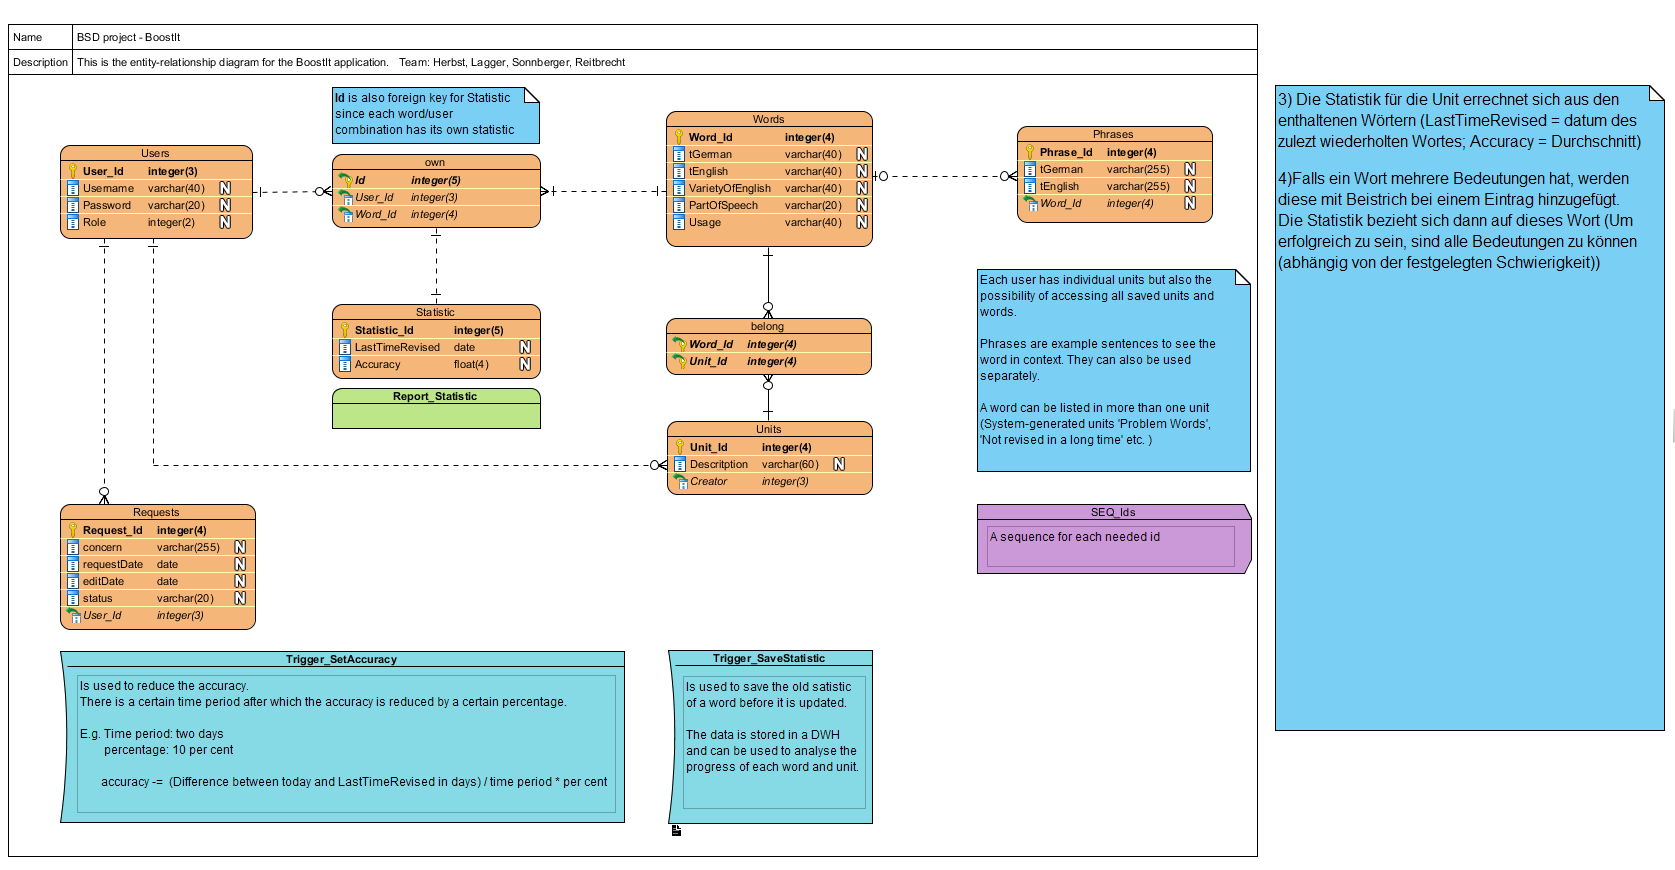 Name BSD project - BoostIt
Description This is the entity-relationship diagram for the BoostIt application. Team: Herbst, Lagger, Sonnberger, Reitbrecht
Id is also foreign key for Statistic
since each word/user
combination has its own statistic
Users
User_Id integer(3)
Username varchar(40) N
Password varchar(20) N
Role integer(2) N
own
Id integer(5)
User_Id integer(3)
Word_Id integer(4)
Words
Word_Id integer(4)
tGerman varchar(40) N
tEnglish varchar(40) N
VarietyOfEnglish varchar(40) N
PartOfSpeech varchar(20) N
Usage varchar(40) N
Phrases
Phrase_Id integer(4)
tGerman varchar(255) N
tEnglish varchar(255) N
Word_Id integer(4) N
Statistic
Statistic_Id integer(5)
LastTimeRevised date N
Accuracy float(4) N
Report_Statistic
belong
Word_Id integer(4)
Unit_Id integer(4)
Units
Unit_Id integer(4)
Descritption varchar(60) N
Creator integer(3)
Each user has individual units but also the
possibility of accessing all saved units and
words.
Phrases are example sentences to see the
word in context. They can also be used
separately.
A word can be listed in more than one unit
(System-generated units 'Problem Words',
'Not revised in a long time' etc. )
SEQ_Ids
A sequence for each needed id
Requests
Request_Id integer(4)
concern varchar(255) N
requestDate date N
editDate date N
status varchar(20) N
User_Id integer(3)
Trigger_SetAccuracy
Is used to reduce the accuracy.
There is a certain time period after which the accuracy is reduced by a certain percentage.
E.g. Time period: two days
percentage: 10 per cent
accuracy -= (Difference between today and LastTimeRevised in days) / time period * per cent
Trigger_SaveStatistic
Is used to save the old satistic
of a word before it is updated.
The data is stored in a DWH
and can be used to analyse the
progress of each word and unit.
3) Die Statistik für die Unit errechnet sich aus den
enthaltenen Wörtern (LastTimeRevised = datum des
zulezt wiederholten Wortes; Accuracy = Durchschnitt)
4)Falls ein Wort mehrere Bedeutungen hat, werden
diese mit Beistrich bei einem Eintrag hinzugefügt.
Die Statistik bezieht sich dann auf dieses Wort (Um
erfolgreich zu sein, sind alle Bedeutungen zu können
(abhängig von der festgelegten Schwierigkeit))